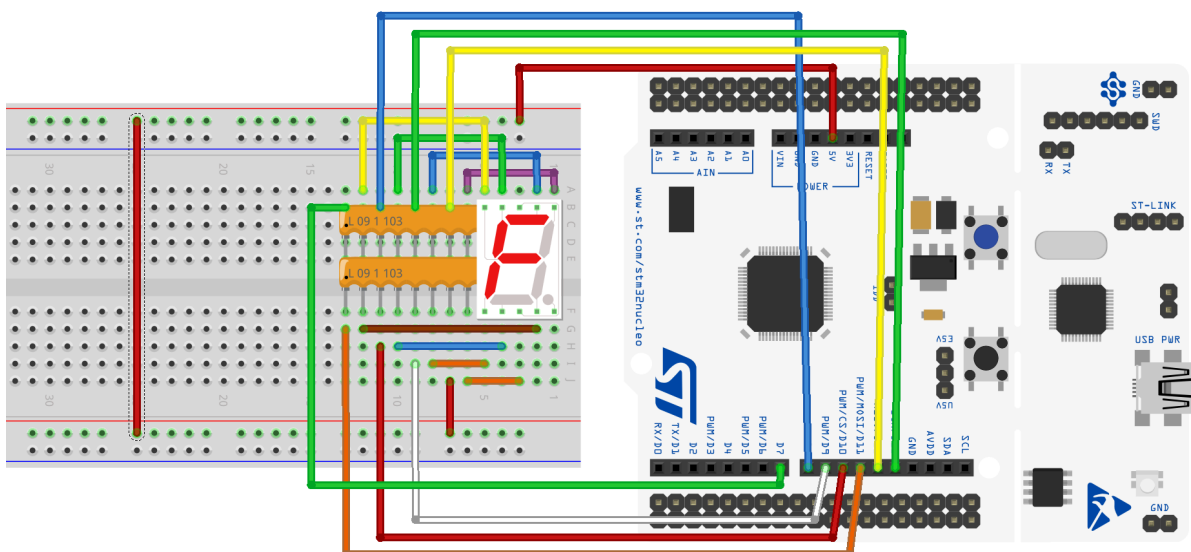 30
20
15
1
A
B
C
D
E
L 09 1 103
L 09 1 103
F
G
H
I
J
30
20
10
5
1
A5
A4
A3
A2
A1
A0
AIN
VIN
GND
GND
5V
3V3
RESET
POWER
www.st.com/stm32nucleo
ST
RX/D0
TX/D1
D2
PWM/D3
D4
PWM/D5
PWM/D6
D7
PWM/D9
PWM/CS/D10
PWM/MOSI/D11
GND
AVDD
SDA
SCL
IDD
E5V
U5V
GND
SWD
RX
TX
ST-LINK
USB PWR
GND